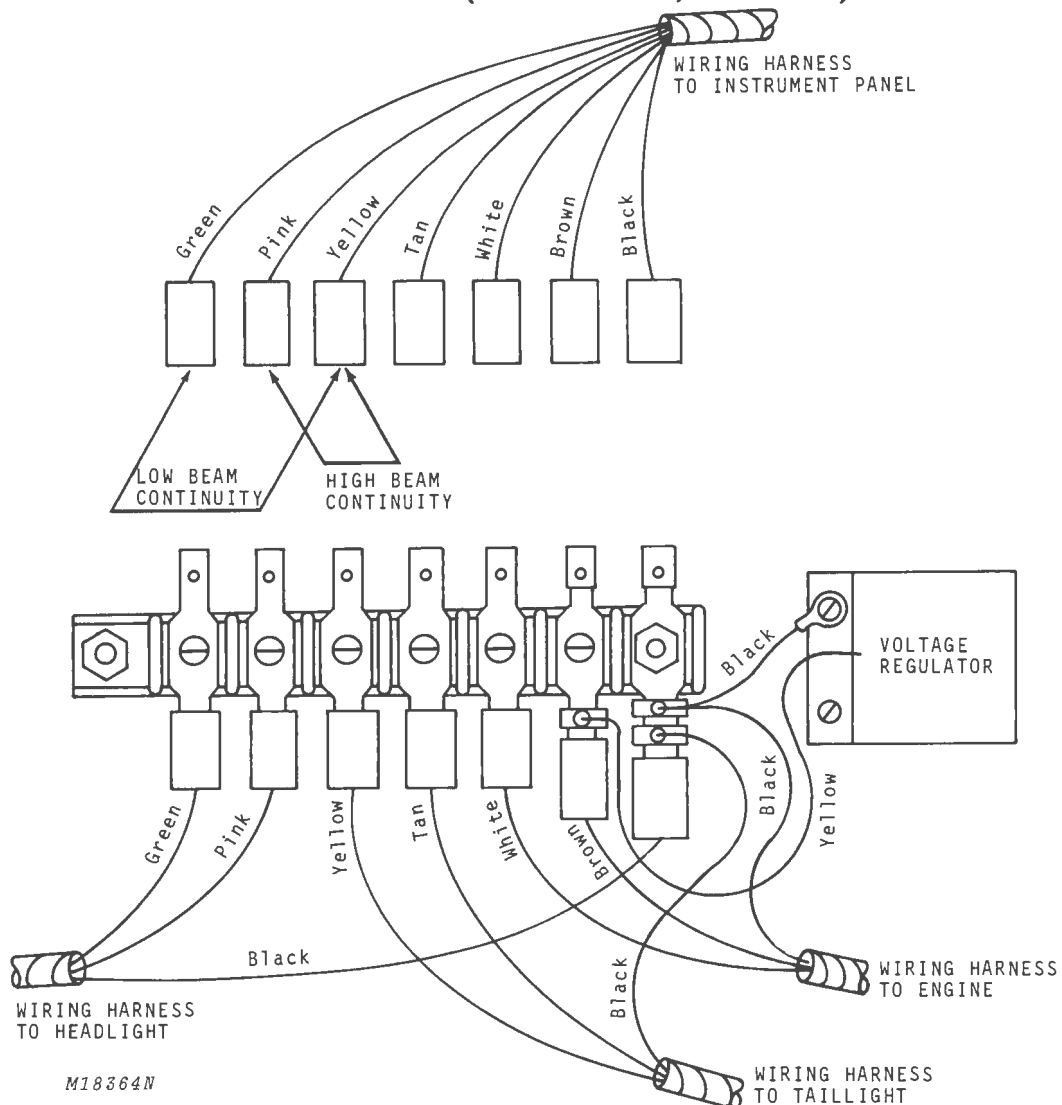 WIRING HARNESS
TO INSTRUMENT PANEL
Green
Pink
Yellow
Tan
White
Brown
Black
LOW BEAM
CONTINUITY
HIGH BEAM
CONTINUITY
VOLTAGE
REGULATOR
Black
Black
Yellow
Green
Pink
Yellow
Tan
White
Brown
Black
Black
WIRING HARNESS
TO HEADLIGHT
WIRING HARNESS
TO ENGINE
WIRING HARNESS
TO TAILLIGHT
M18364N